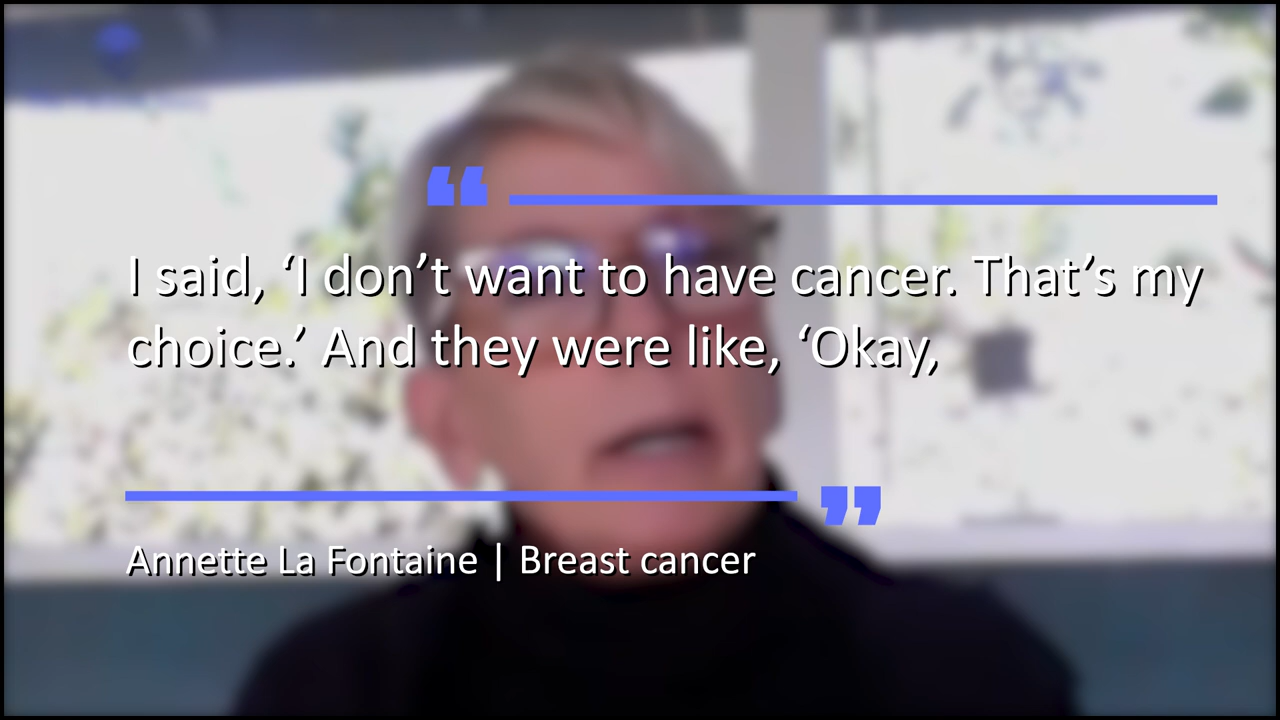 “
I said, ‘I don’t want to have cancer. That’s my
choice.’ And they were like, ‘Okay,
”
Annette La Fontaine | Breast cancer